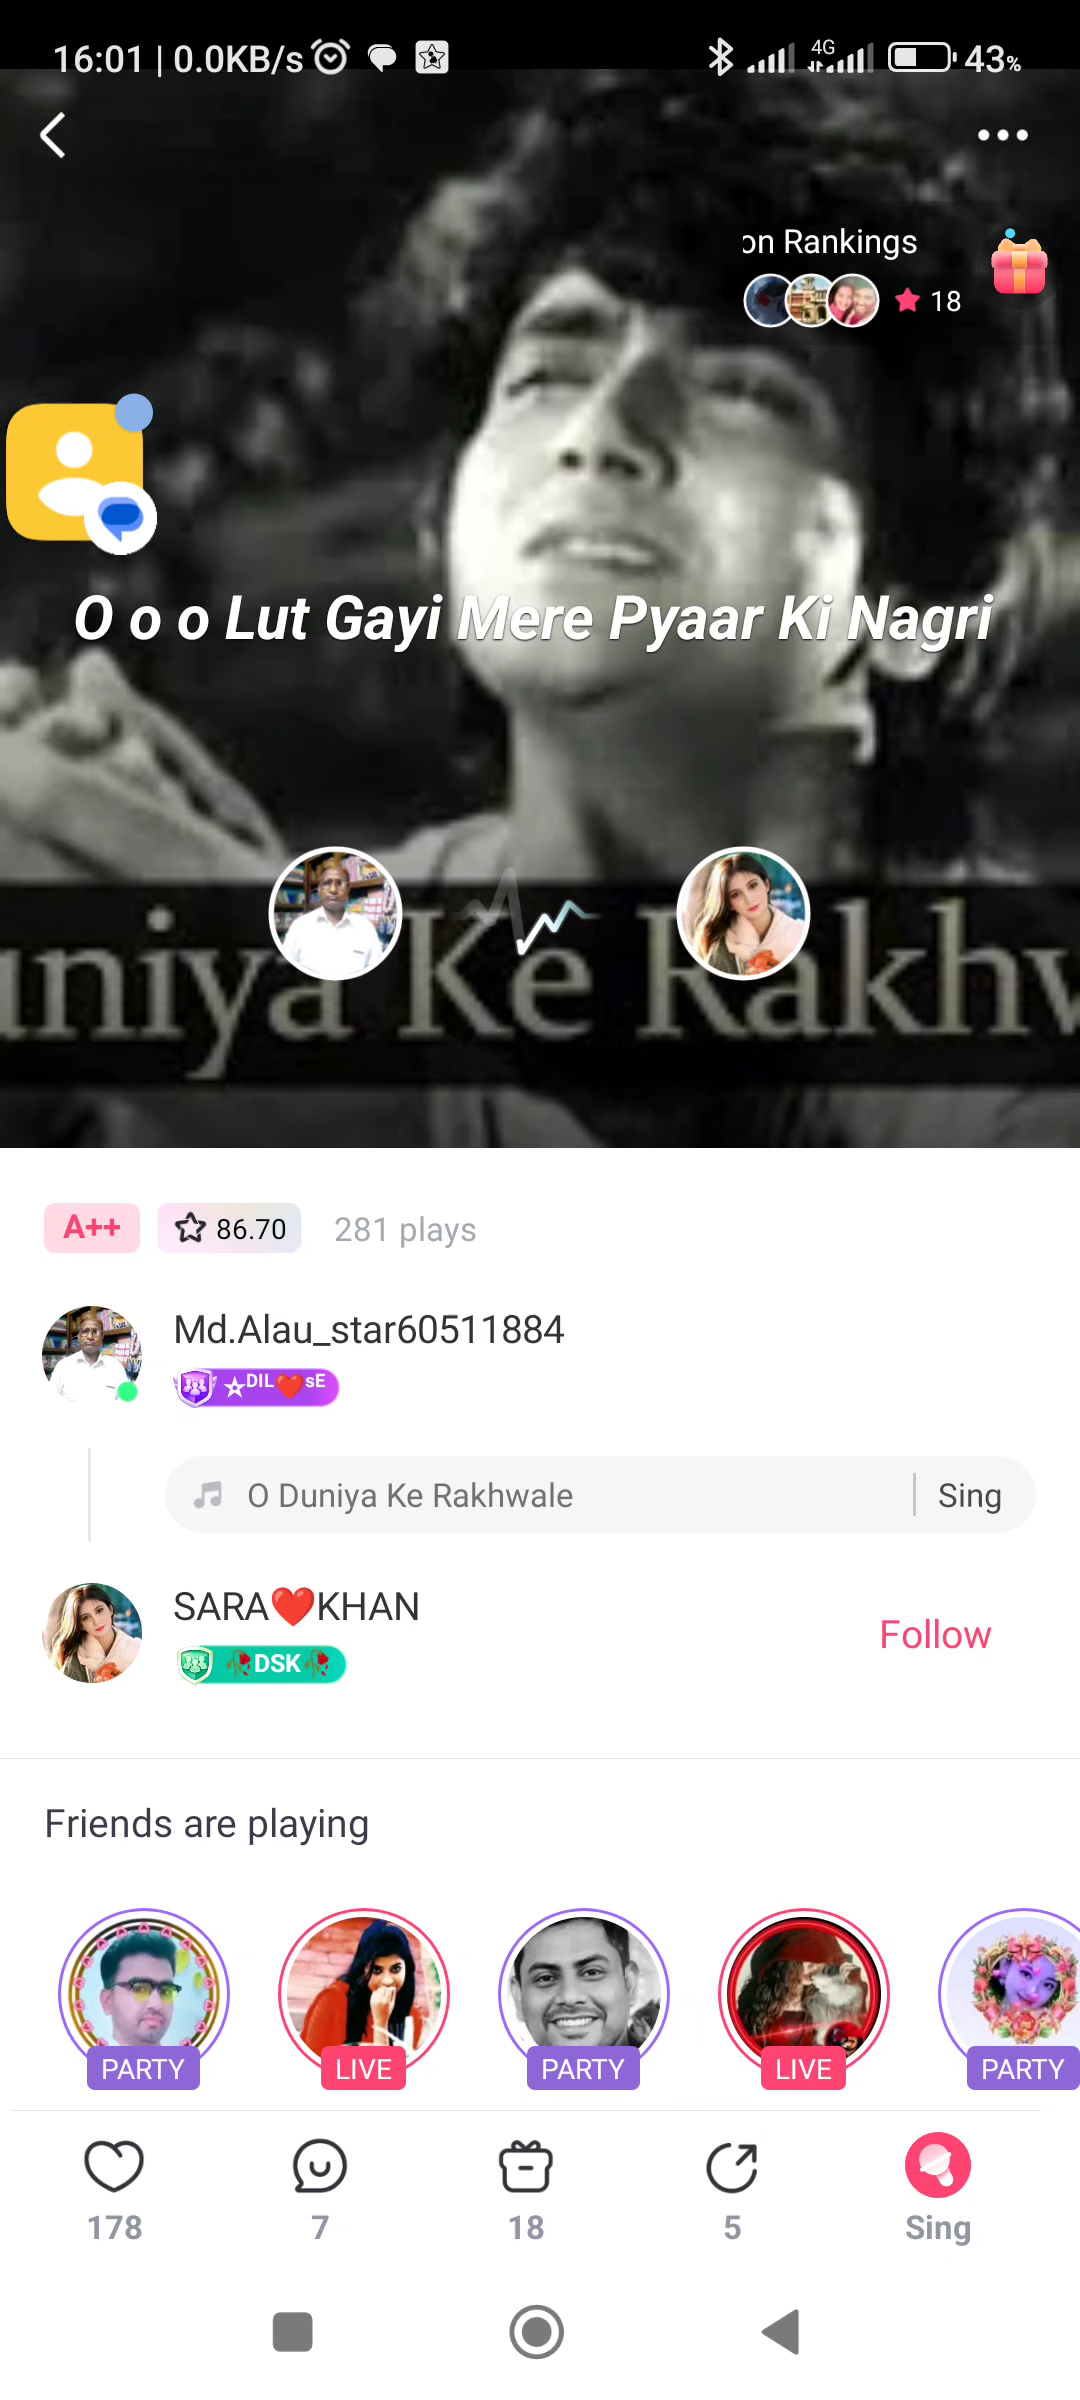 16:01 | 0.0KB/s
4G
43%
on Rankings
18
O o o Lut Gayi Mere Pyaar Ki Nagri
uniya Ke Rakhw
A++
86.70
281 plays
Md.Alau_star60511884
DIL❤️sE
O Duniya Ke Rakhwale
Sing
SARA❤️KHAN
🥀DSK🥀
Follow
Friends are playing
PARTY
LIVE
PARTY
LIVE
PARTY
178
7
18
5
Sing